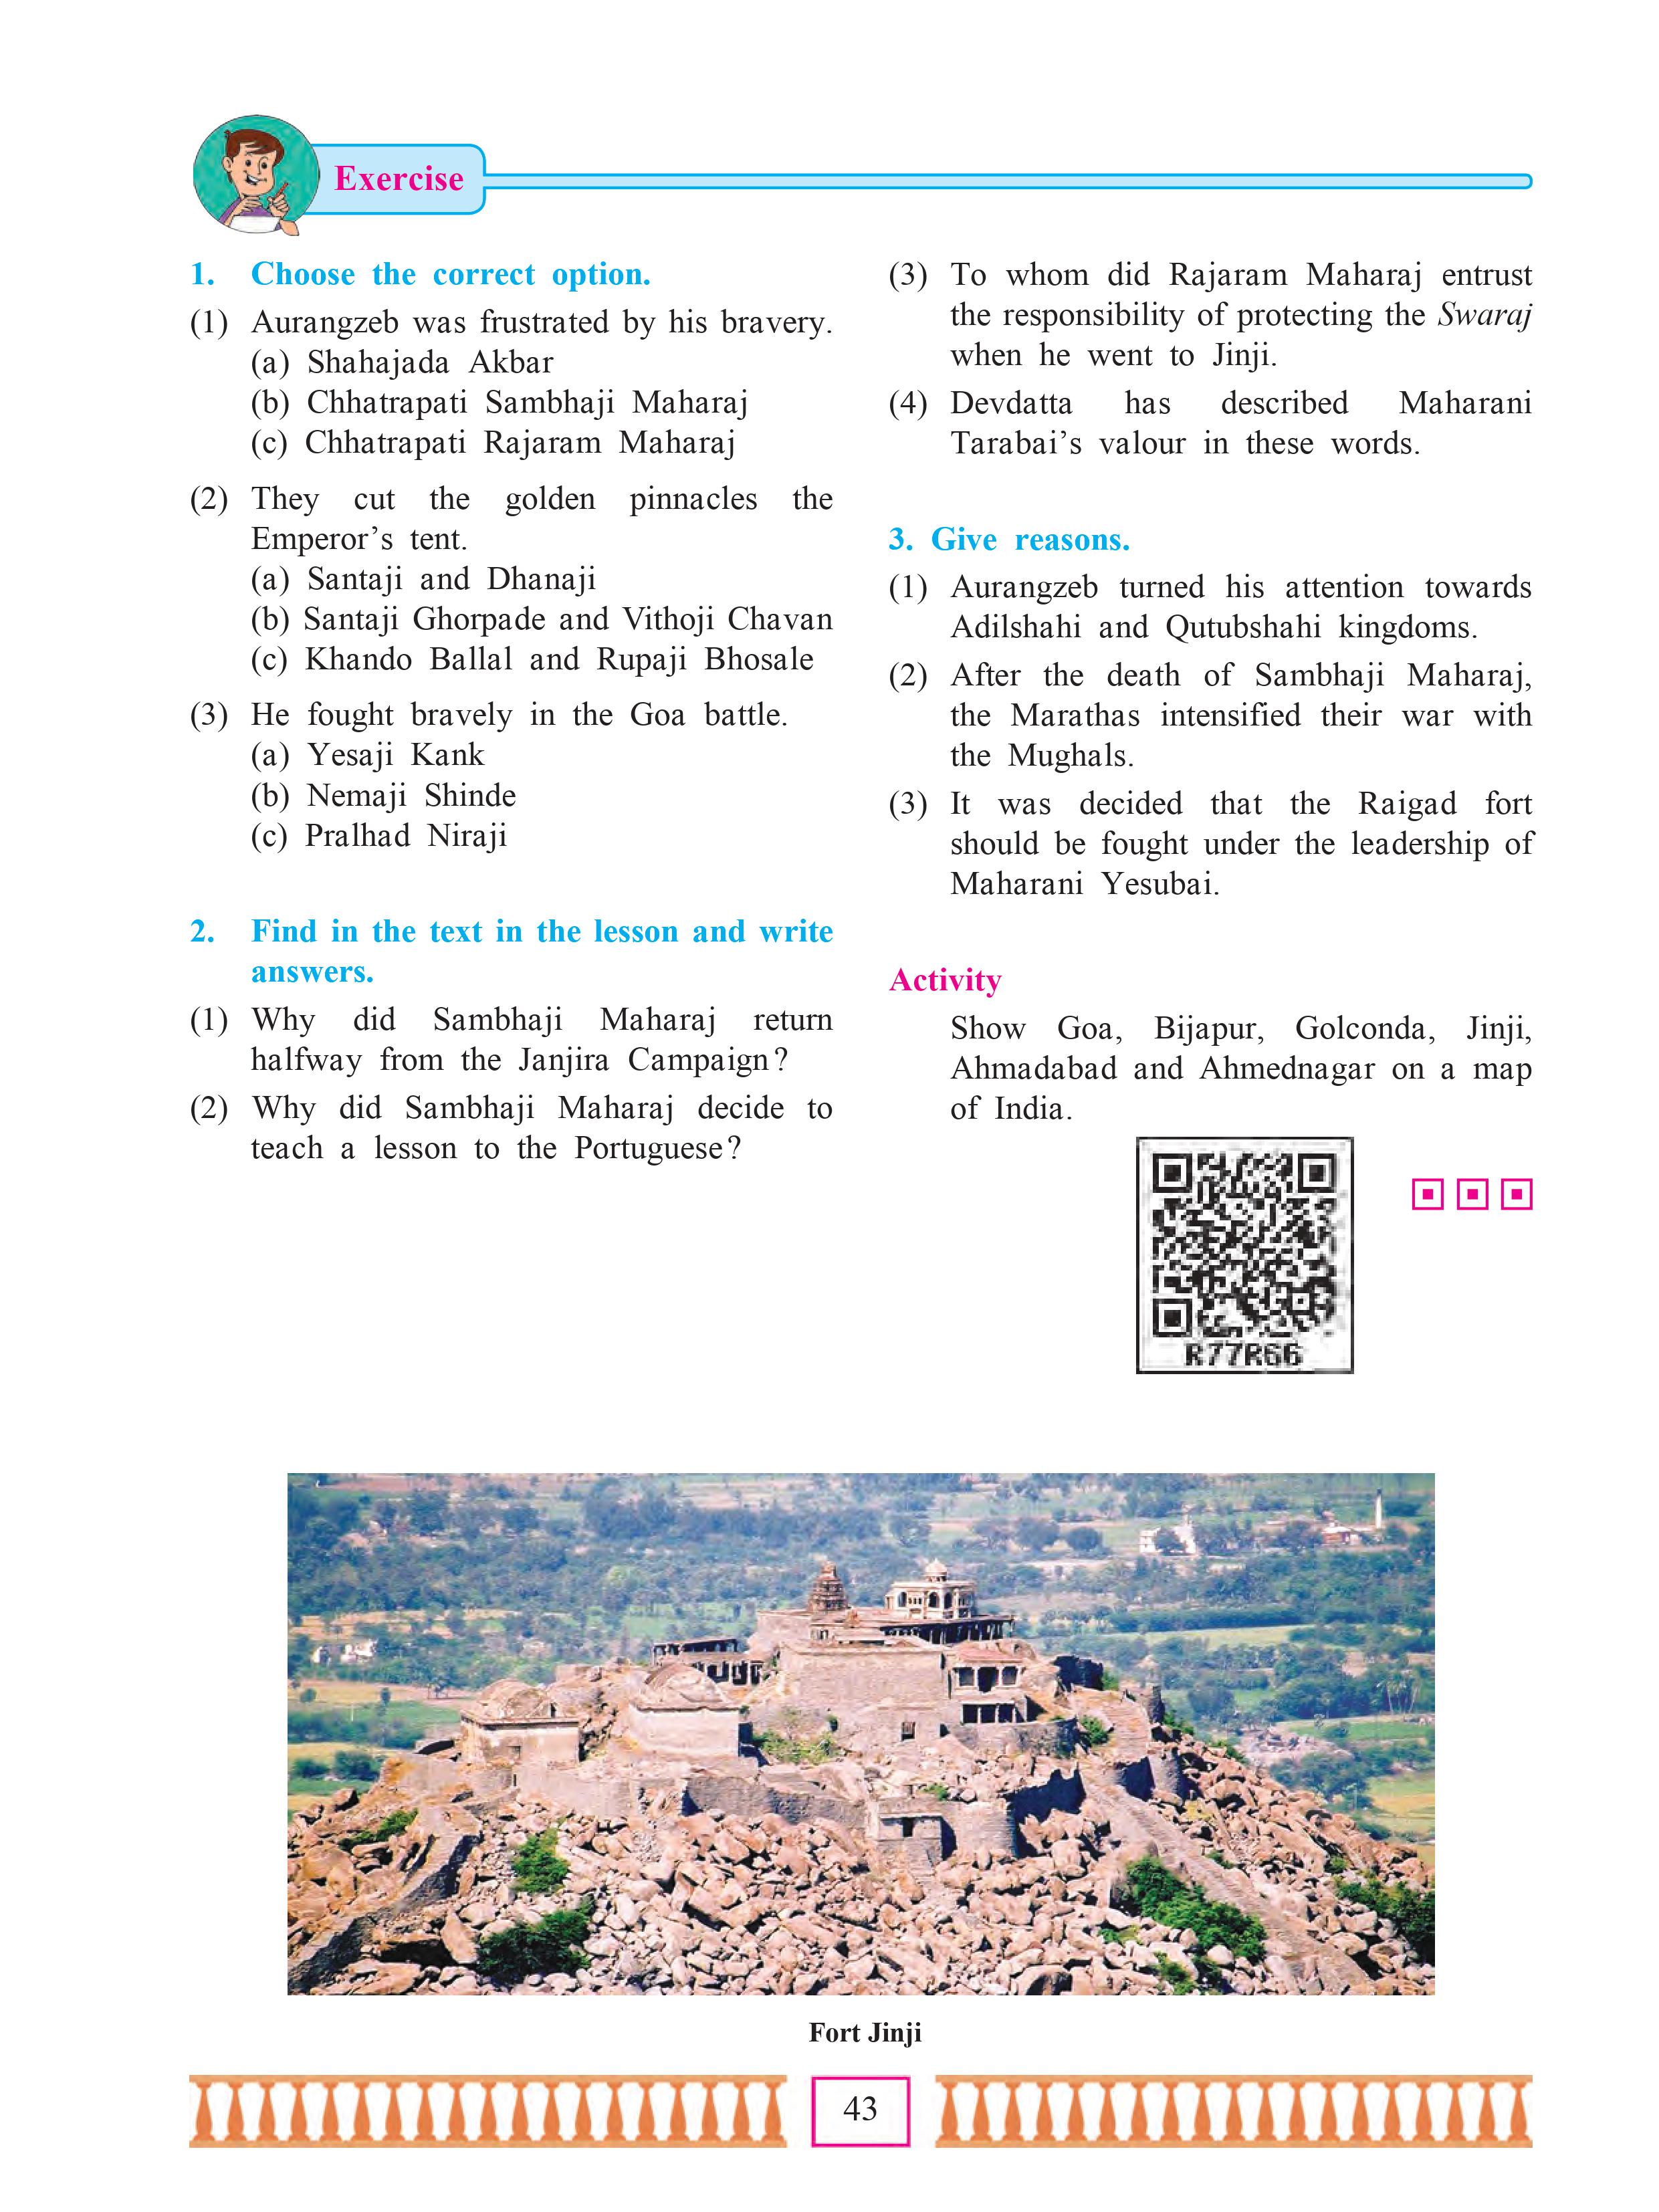 Exercise
1. Choose the correct option.
(1) Aurangzeb was frustrated by his bravery.
(a) Shahajada Akbar
(b) Chhatrapati Sambhaji Maharaj
(c) Chhatrapati Rajaram Maharaj
(2) They cut the golden pinnacles the
Emperor’s tent.
(a) Santaji and Dhanaji
(b) Santaji Ghorpade and Vithoji Chavan
(c) Khando Ballal and Rupaji Bhosale
(3) He fought bravely in the Goa battle.
(a) Yesaji Kank
(b) Nemaji Shinde
(c) Pralhad Niraji
2. Find in the text in the lesson and write
answers.
(1) Why did Sambhaji Maharaj return
halfway from the Janjira Campaign?
(2) Why did Sambhaji Maharaj decide to
teach a lesson to the Portuguese?
(3) To whom did Rajaram Maharaj entrust
the responsibility of protecting the Swaraj
when he went to Jinji.
(4) Devdatta has described Maharani
Tarabai’s valour in these words.
3. Give reasons.
(1) Aurangzeb turned his attention towards
Adilshahi and Qutubshahi kingdoms.
(2) After the death of Sambhaji Maharaj,
the Marathas intensified their war with
the Mughals.
(3) It was decided that the Raigad fort
should be fought under the leadership of
Maharani Yesubai.
Activity
Show Goa, Bijapur, Golconda, Jinji,
Ahmadabad and Ahmednagar on a map
of India.
R77R66
Fort Jinji
43